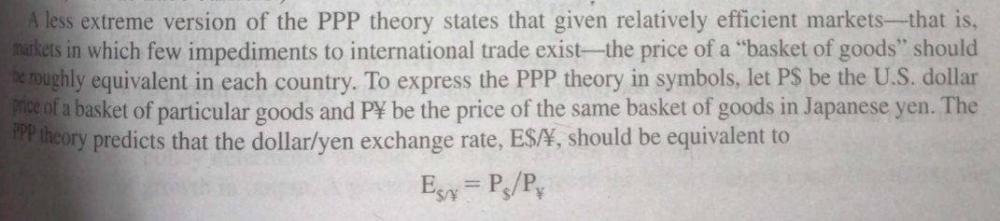 A less extreme version of the PPP theory states that given relatively efficient markets—that is,
markets in which few impediments to international trade exist—the price of a “basket of goods” should
be roughly equivalent in each country. To express the PPP theory in symbols, let P$ be the U.S. dollar
price of a basket of particular goods and P¥ be the price of the same basket of goods in Japanese yen. The
PPP theory predicts that the dollar/yen exchange rate, E$/¥, should be equivalent to
E$/¥ = P$/P¥